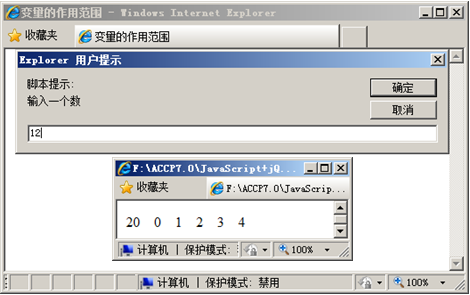 变量的作用范围 - Windows Internet Explorer
收藏夹 变量的作用范围
Explorer 用户提示
脚本提示:
输入一个数
确定
取消
12
F:\ACCP7.0\JavaScript+jQ...
收藏夹 F:\ACCP7.0\JavaScrip...
20 0 1 2 3 4
计算机 | 保护模式: 100%
计算机 | 保护模式: 禁用 100%